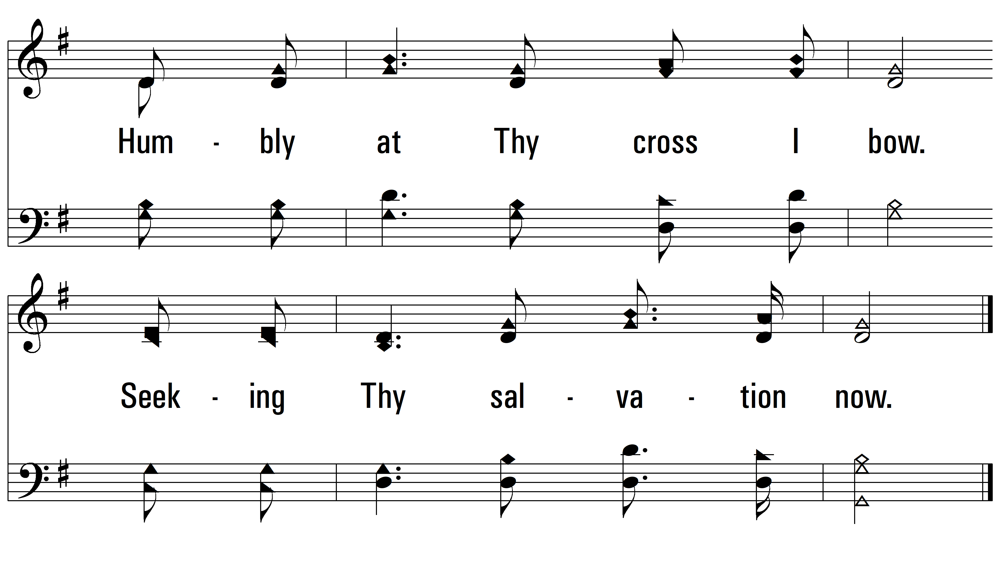 Hum - bly at Thy cross I bow.
Seek - ing Thy sal - va - tion now.